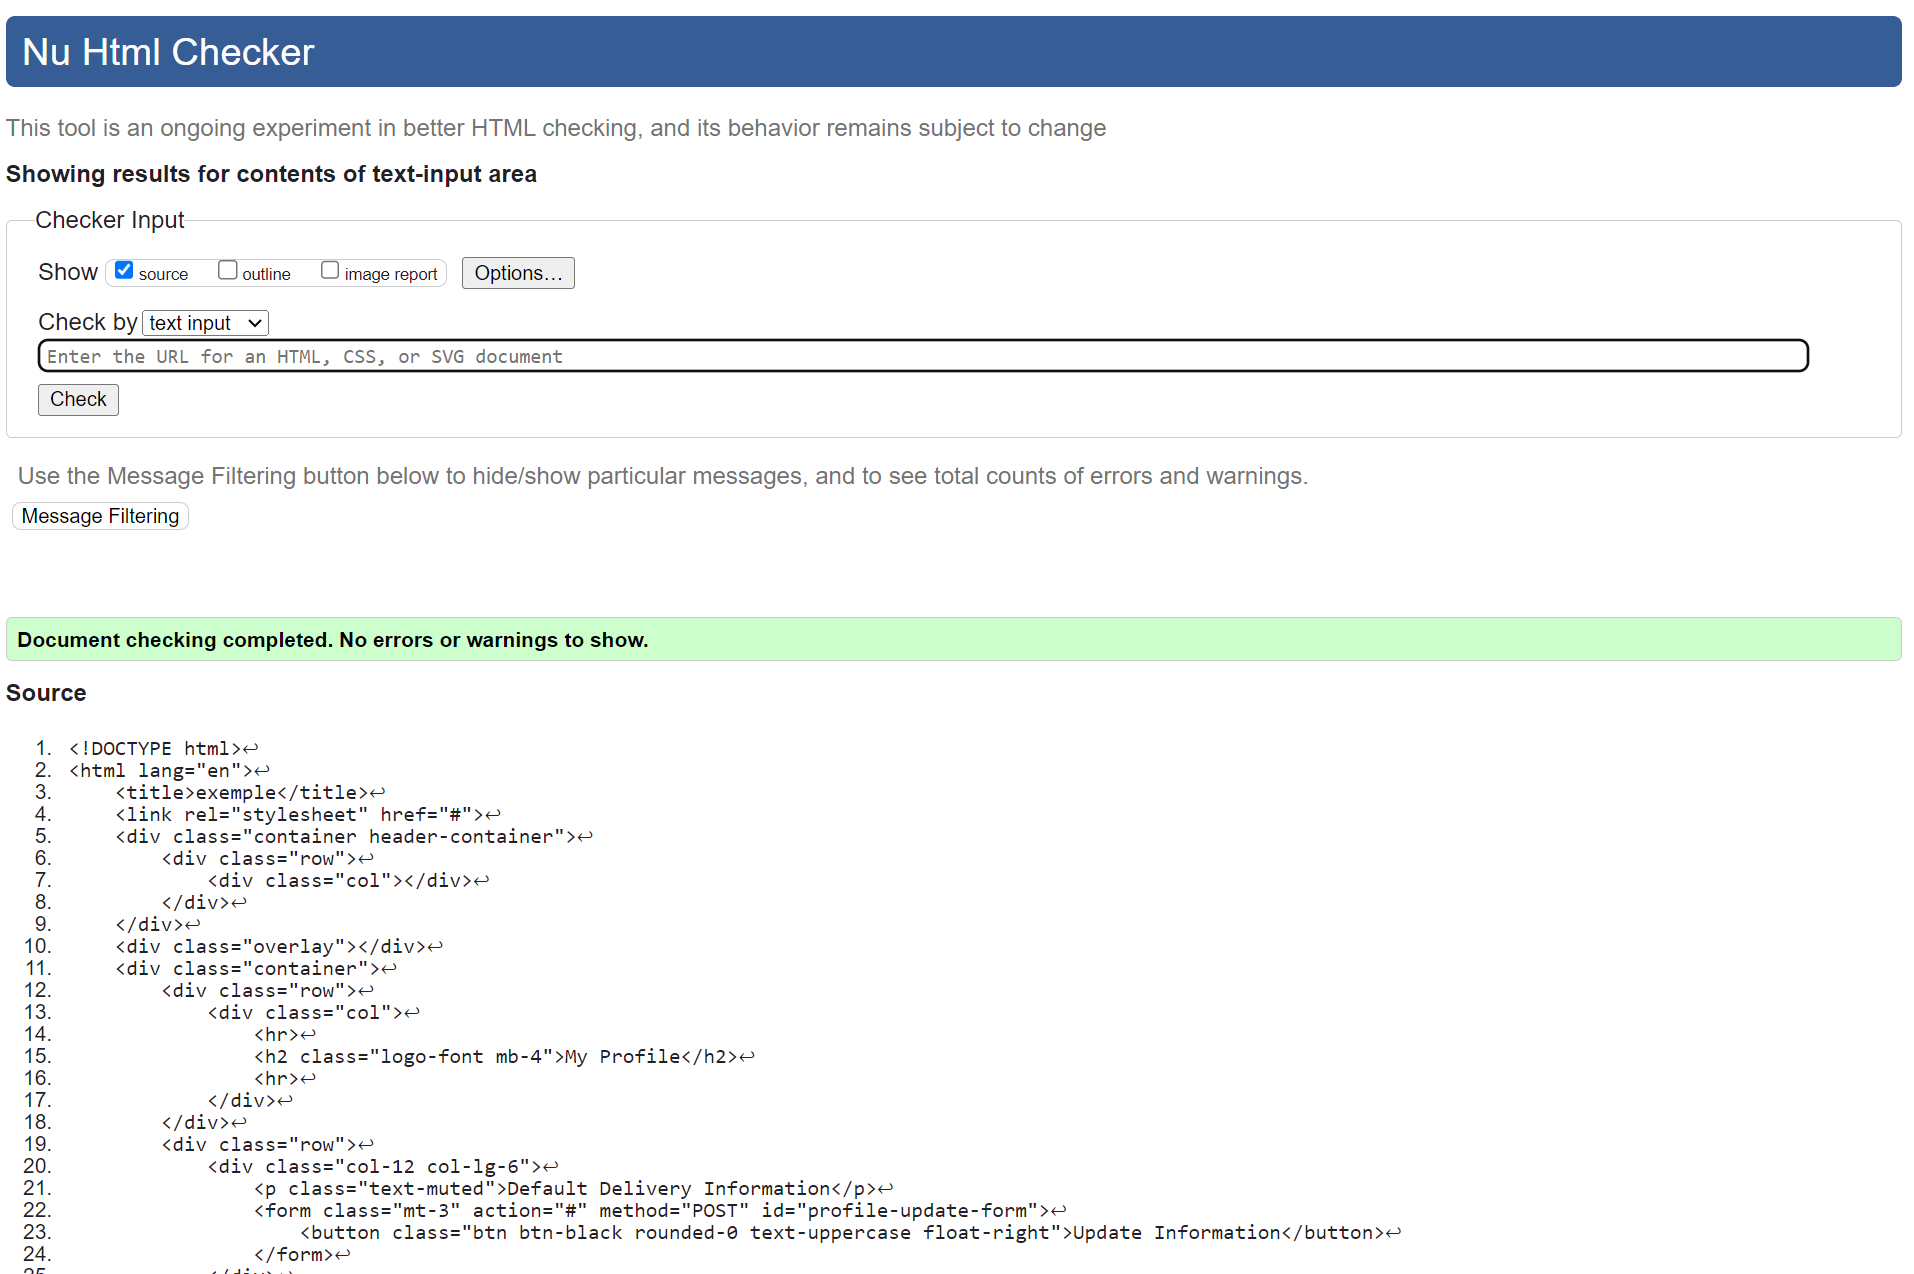 Nu Html Checker
This tool is an ongoing experiment in better HTML checking, and its behavior remains subject to change
Showing results for contents of text-input area
Checker Input
Show source outline image report Options…
Check by text input
Enter the URL for an HTML, CSS, or SVG document
Check
Use the Message Filtering button below to hide/show particular messages, and to see total counts of errors and warnings.
Message Filtering
Document checking completed. No errors or warnings to show.
Source
1. <!DOCTYPE html>↩
2. <html lang="en">↩
3.     <title>exemple</title>↩
4.     <link rel="stylesheet" href="#">↩
5.     <div class="container header-container">↩
6.         <div class="row">↩
7.             <div class="col"></div>↩
8.         </div>↩
9.     </div>↩
10.     <div class="overlay"></div>↩
11.     <div class="container">↩
12.         <div class="row">↩
13.             <div class="col">↩
14.                 <hr>↩
15.                 <h2 class="logo-font mb-4">My Profile</h2>↩
16.                 <hr>↩
17.             </div>↩
18.         </div>↩
19.         <div class="row">↩
20.             <div class="col-12 col-lg-6">↩
21.                 <p class="text-muted">Default Delivery Information</p>↩
22.                 <form class="mt-3" action="#" method="POST" id="profile-update-form">↩
23.                     <button class="btn btn-black rounded-0 text-uppercase float-right">Update Information</button>↩
24.                 </form>↩
25.             </div>↩